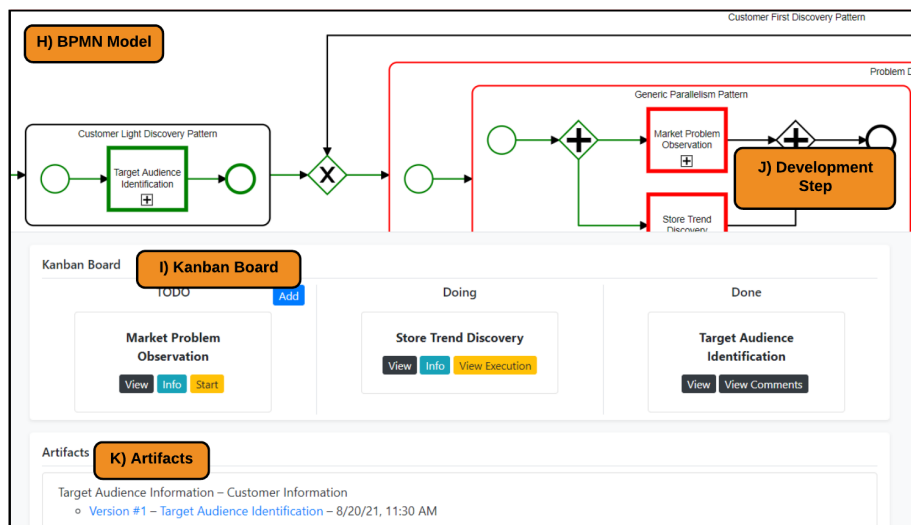 Customer First Discovery Pattern
H) BPMN Model
Problem D
Generic Parallelism Pattern
Customer Light Discovery Pattern
Market Problem
Observation
Target Audience
Identification
X
J) Development
Step
Store Trend
Discovery
Kanban Board
I) Kanban Board
TODO
Add
Doing
Done
Market Problem
Observation
View Info Start
Store Trend Discovery
View Info View Execution
Target Audience
Identification
View View Comments
Artifacts
K) Artifacts
Target Audience Information – Customer Information
Version #1 – Target Audience Identification – 8/20/21, 11:30 AM